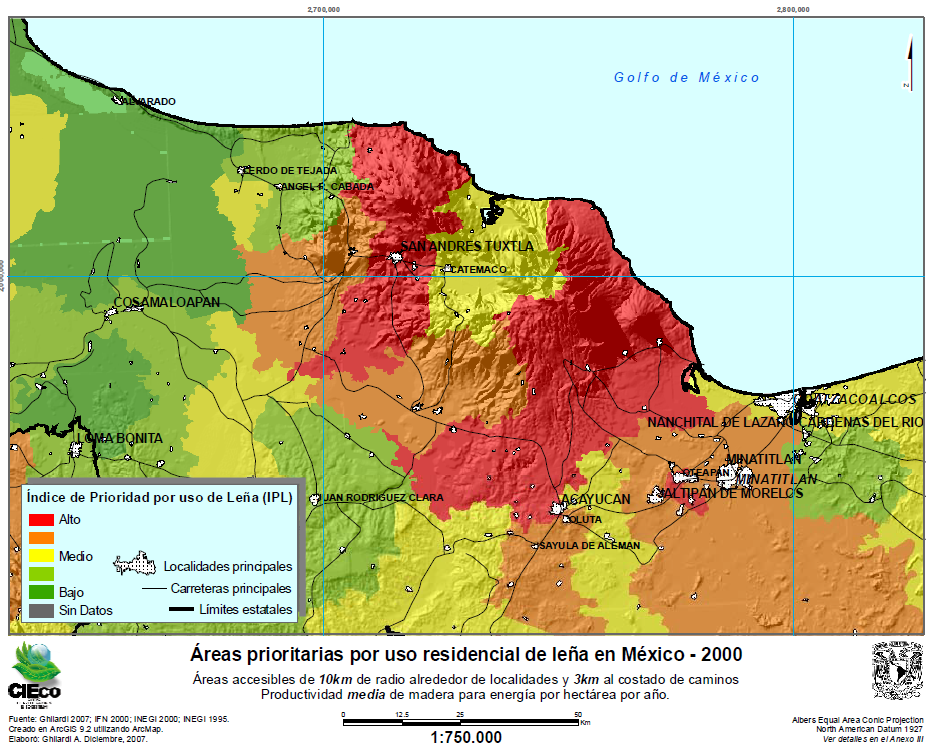 2,700,000
2,800,000
Golfo de México
N
ALVARADO
LERDO DE TEJADA
ANGEL R. CABADA
SAN ANDRES TUXTLA
CATEMACO
2,000,000
COSAMALOAPAN
COATZACOALCOS
NANCHITAL DE LAZARO CARDENAS DEL RIO
LOMA BONITA
MINATITLAN
OTEAPAN
MINATITLAN
JALTIPAN DE MORELOS
JUAN RODRIGUEZ CLARA
ACAYUCAN
OLUTA
SAYULA DE ALEMAN
Índice de Prioridad por uso de Leña (IPL)
Alto
Medio
Bajo
Sin Datos
Localidades principales
Carreteras principales
Límites estatales
Áreas prioritarias por uso residencial de leña en México - 2000
Áreas accesibles de 10km de radio alrededor de localidades y 3km al costado de caminos
Productividad media de madera para energía por hectárea por año.
CIEco
Fuente: Ghilardi 2007; IFN 2000; INEGI 2000; INEGI 1995.
Creado en ArcGIS 9.2 utilizando ArcMap.
Elaboró: Ghilardi A. Diciembre, 2007.
0 12.5 25 50
Km
1:750.000
Albers Equal Area Conic Projection
North American Datum 1927
Ver detalles en el Anexo III